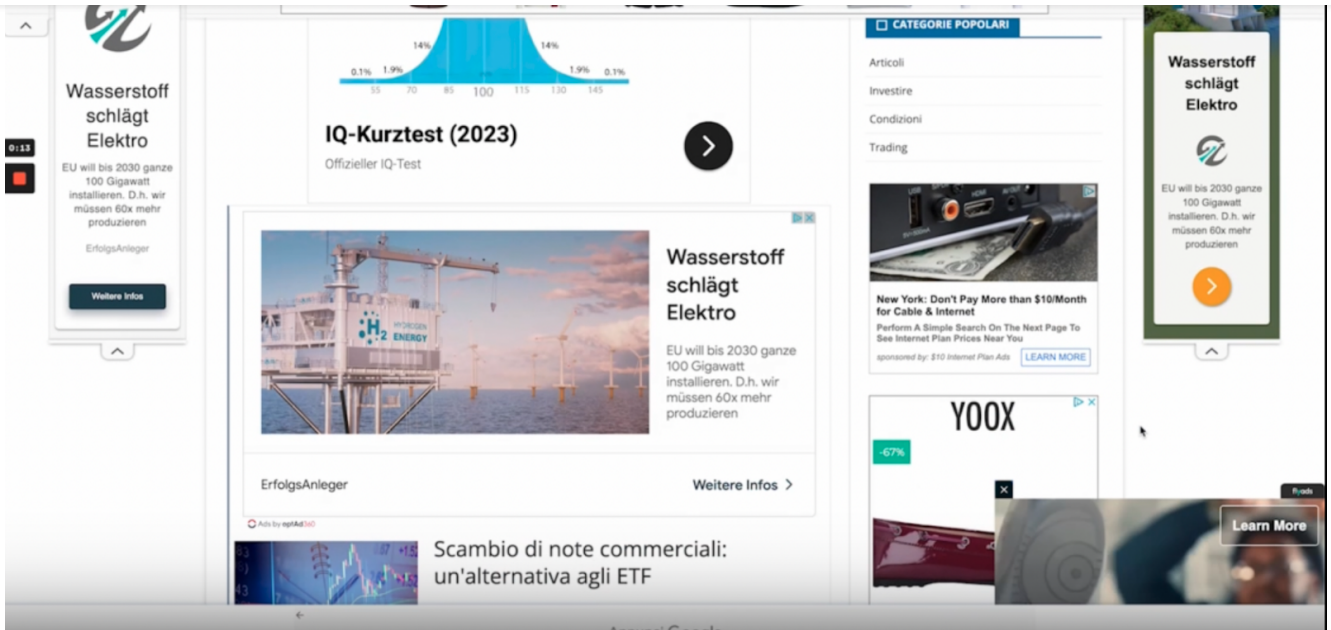 CATEGORIE POPOLARI
Wasserstoff
schlägt
Elektro
EU will bis 2030 ganze
100 Gigawatt
installieren. D.h. wir
müssen 60x mehr
produzieren
ErfolgsAnleger
Weitere Infos
0:13
14%
14%
0.1%
1.9%
1.9%
0.1%
55
70
85
100
115
130
145
IQ-Kurztest (2023)
Offizieller IQ-Test
H2 HYDROGEN
ENERGY
Wasserstoff
schlägt
Elektro
EU will bis 2030 ganze
100 Gigawatt
installieren. D.h. wir
müssen 60x mehr
produzieren
ErfolgsAnleger
Weitere Infos
Ads by optAd360
Scambio di note commerciali:
un'alternativa agli ETF
Articoli
Investire
Condizioni
Trading
USB
HDMI
New York: Don't Pay More than $10/Month
for Cable & Internet
Perform A Simple Search On The Next Page To
See Internet Plan Prices Near You
sponsored by: $10 Internet Plan Ads
LEARN MORE
YOOX
-67%
Wasserstoff
schlägt
Elektro
EU will bis 2030 ganze
100 Gigawatt
installieren. D.h. wir
müssen 60x mehr
produzieren
flyads
Learn More